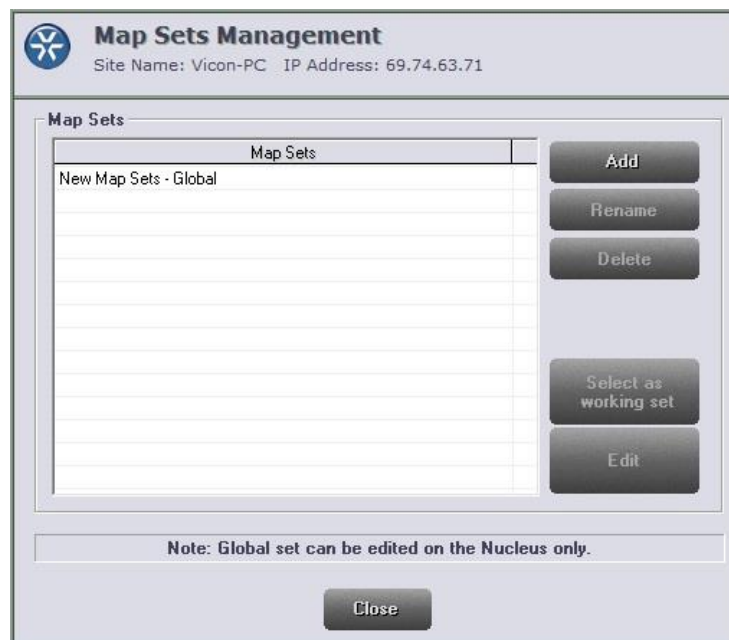 Map Sets Management
Site Name: Vicon-PC IP Address: 69.74.63.71
Map Sets
Map Sets
New Map Sets - Global
Add
Rename
Delete
Select as
working set
Edit
Note: Global set can be edited on the Nucleus only.
Close